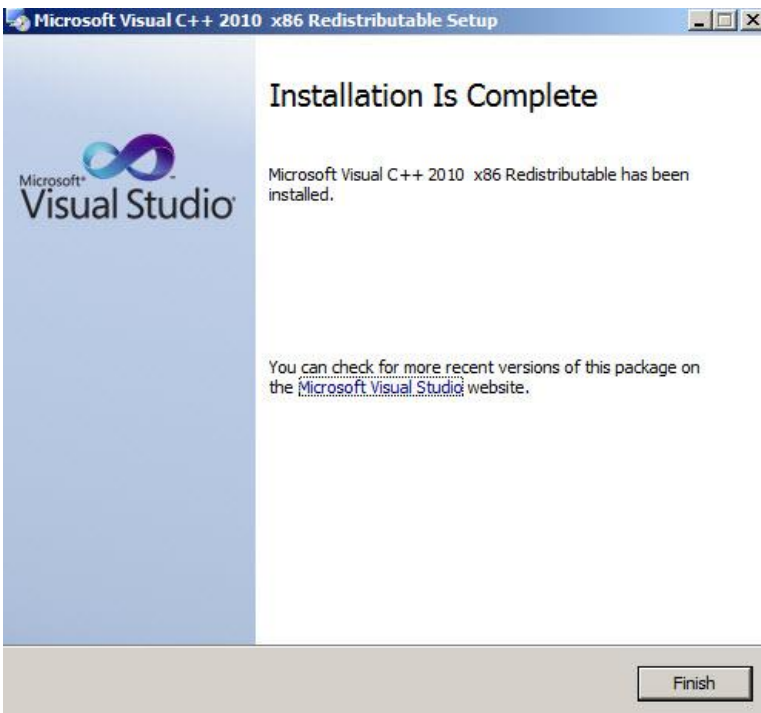 Microsoft Visual C++ 2010  x86 Redistributable Setup
Installation Is Complete
Microsoft®
Visual Studio®
Microsoft Visual C++ 2010  x86 Redistributable has been
installed.
You can check for more recent versions of this package on
the Microsoft Visual Studio website.
Finish